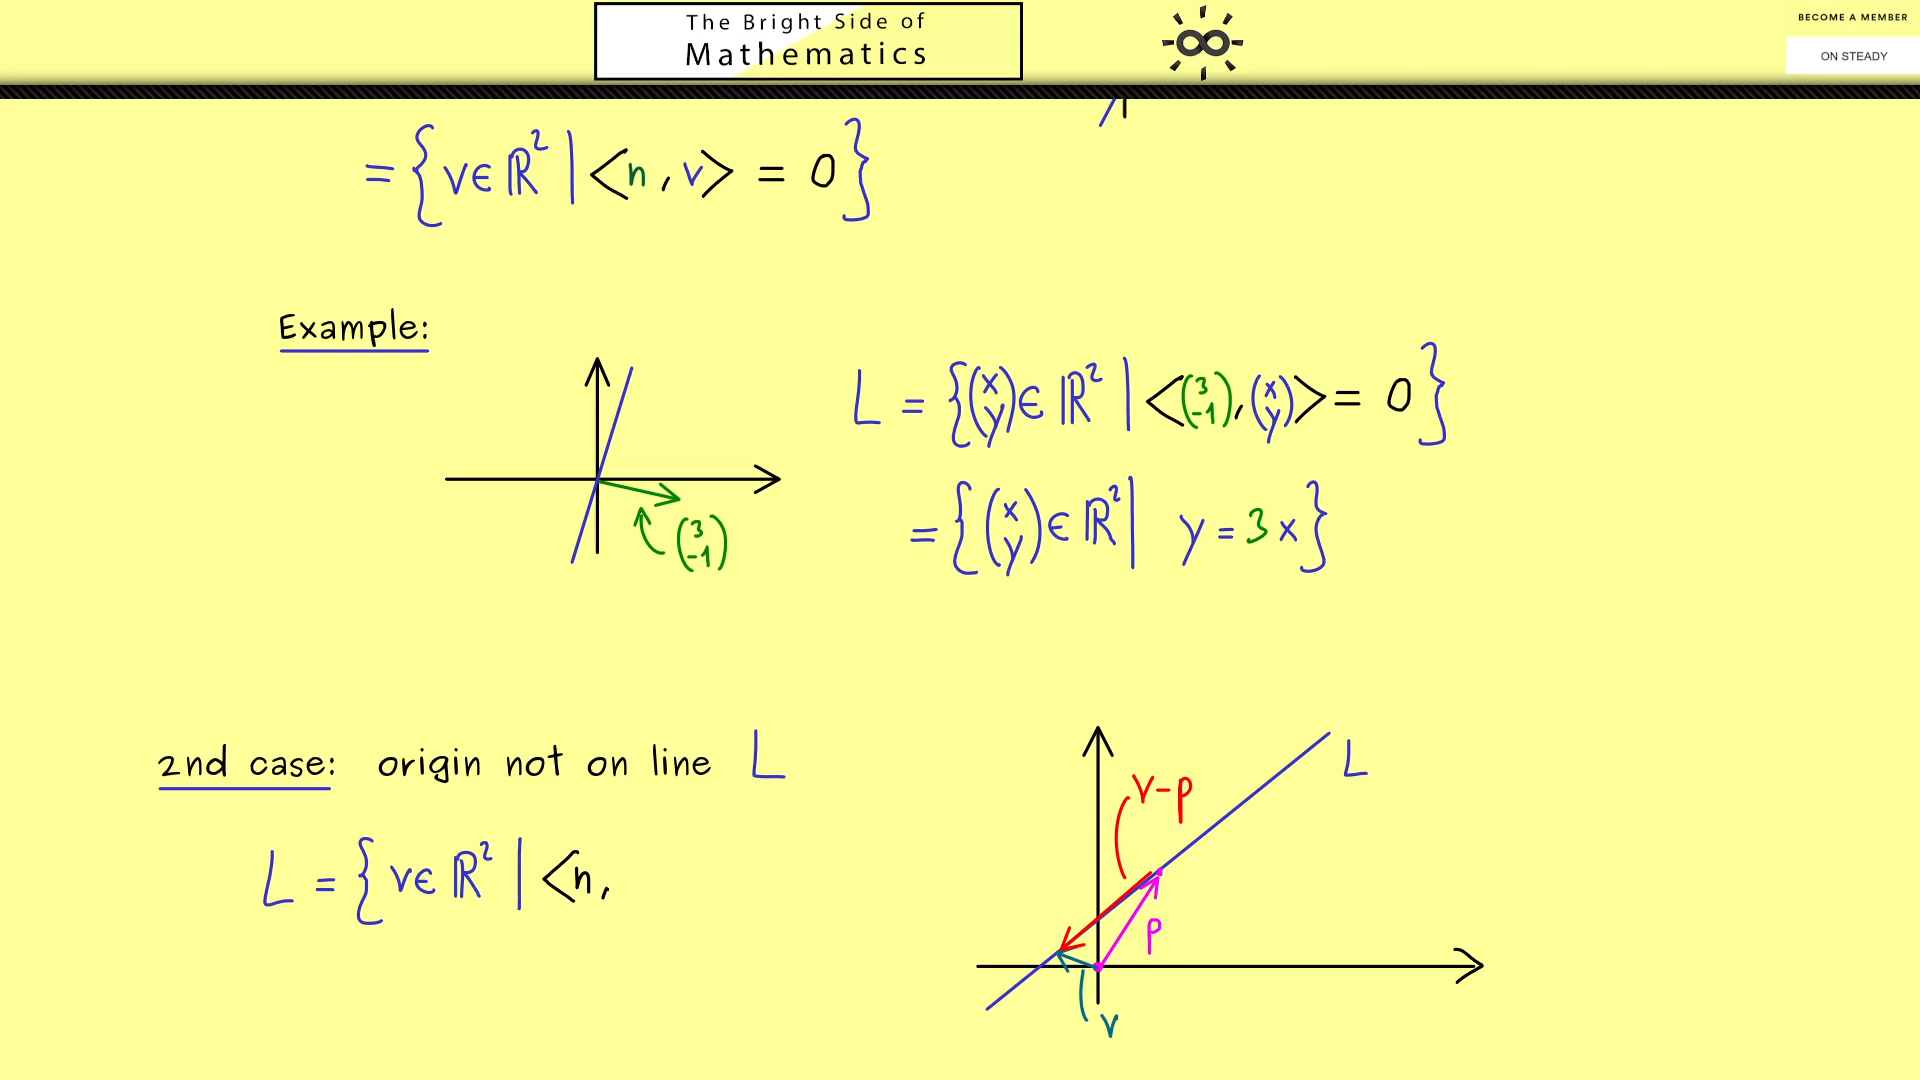 The Bright Side of
Mathematics
BECOME A MEMBER
ON STEADY
= { v ∈ ℝ² | <n, v> = 0 }
Example:
L = { (x y) ∈ ℝ² | <(3 -1), (x y)> = 0 }
= { (x y) ∈ ℝ² | y = 3x }
(3 -1)
2nd case: origin not on line L
L = { v ∈ ℝ² | <n,
L
v-p
p
v